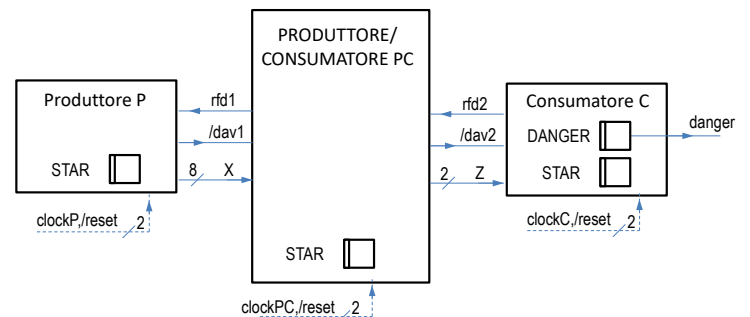 PRODUTTORE/
CONSUMATORE PC
Produttore P
rfd1
/dav1
8 X
STAR
clockP,/reset 2
STAR
clockPC,/reset 2
rfd2
/dav2
2 Z
Consumatore C
DANGER
danger
STAR
clockC,/reset 2